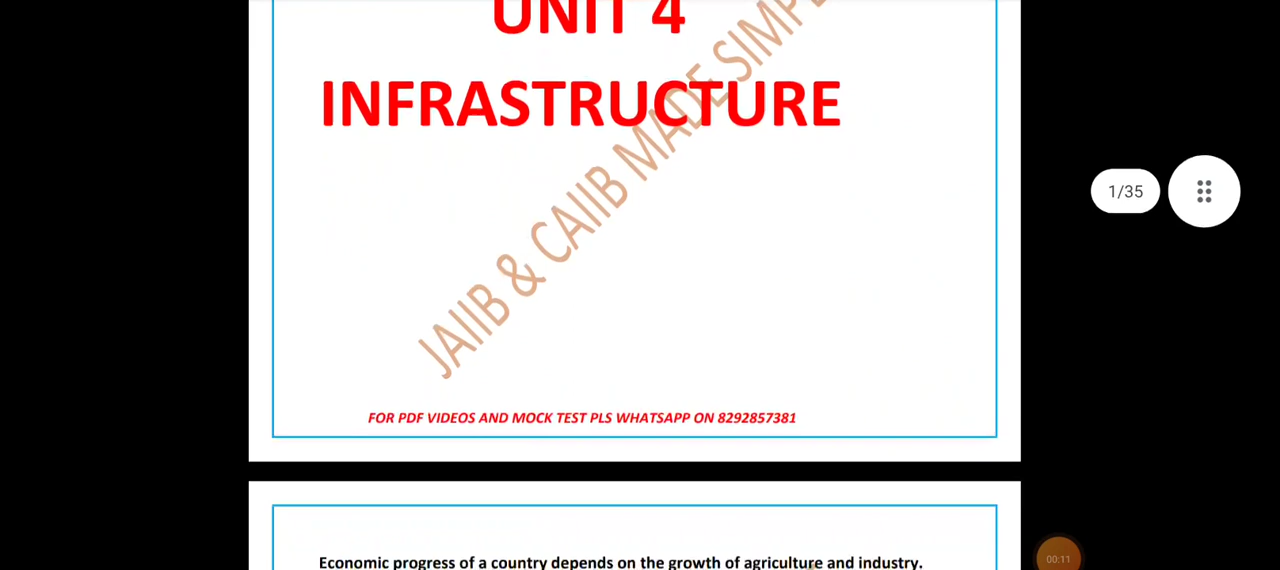 UNIT 4
INFRASTRUCTURE
JAIIB & CAIIB MADE SIMPLE
1/35
FOR PDF VIDEOS AND MOCK TEST PLS WHATSAPP ON 8292857381
Economic progress of a country depends on the growth of agriculture and industry.
00:11